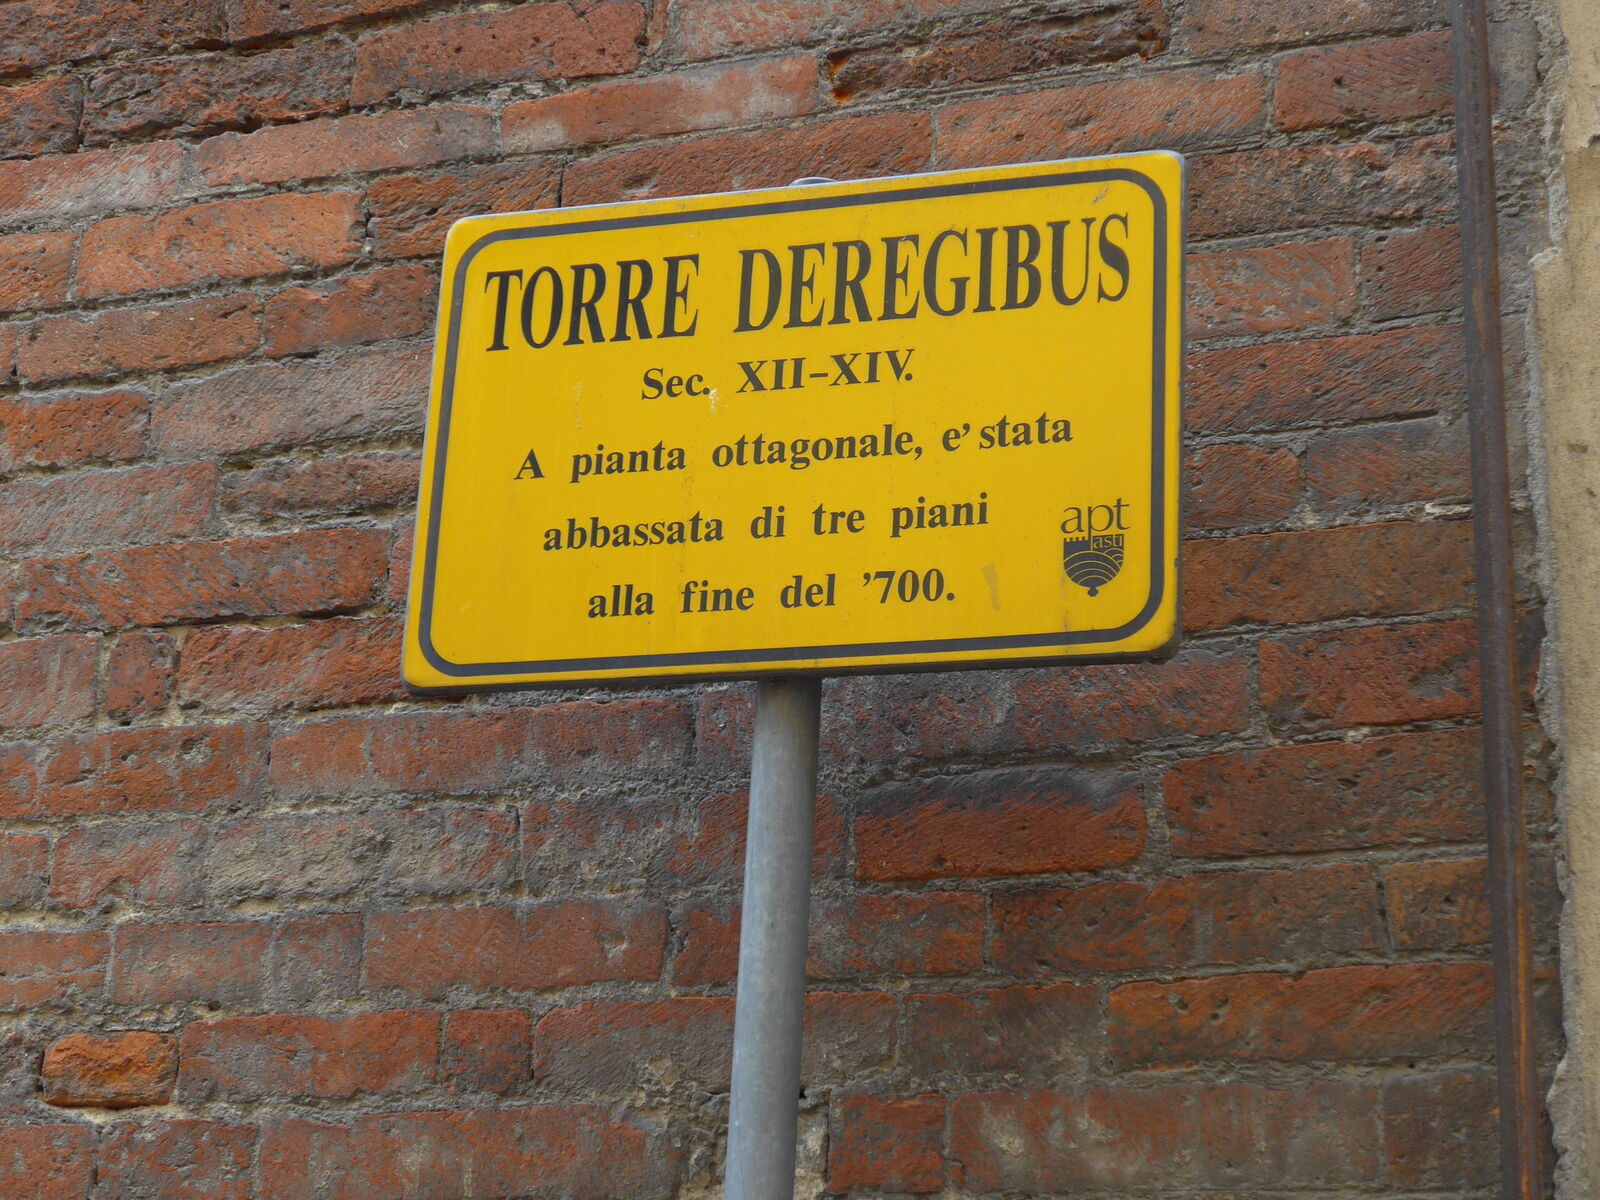 TORRE DEREGIBUS
Sec. XII-XIV.
A pianta ottagonale, e' stata
abbassata di tre piani
alla fine del '700.
apt
asti